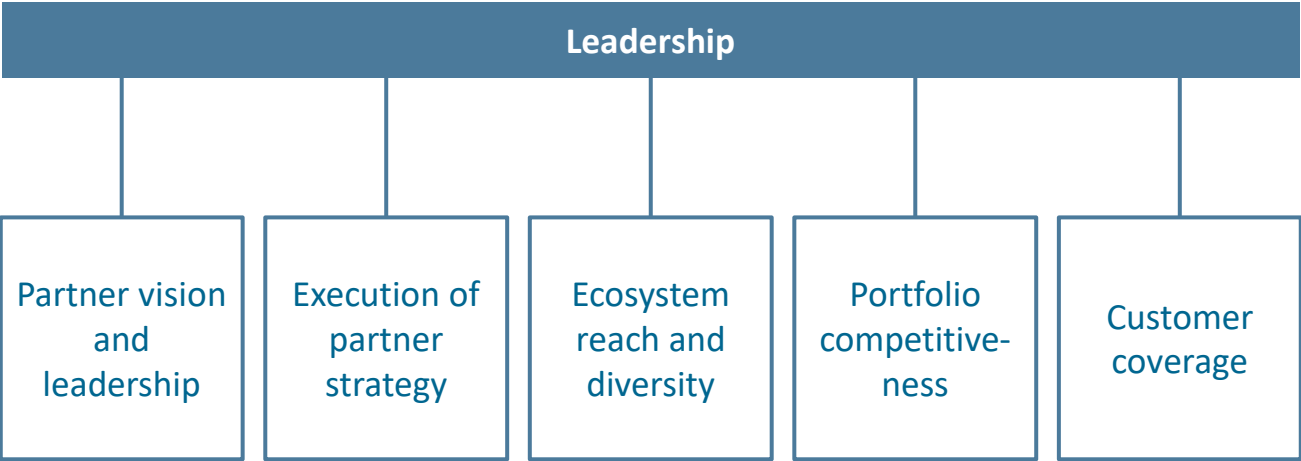 Leadership
Partner vision
and
leadership
Execution of
partner
strategy
Ecosystem
reach and
diversity
Portfolio
competitive-
ness
Customer
coverage